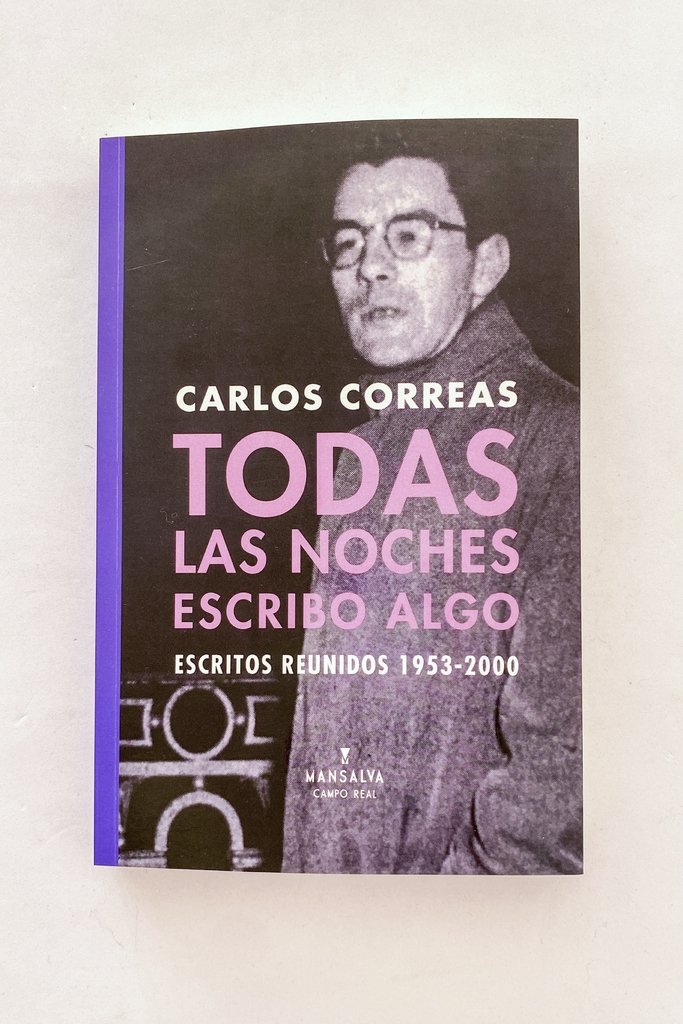 CARLOS CORREAS
TODAS
LAS NOCHES
ESCRIBO ALGO
ESCRITOS REUNIDOS 1953-2000
MANSALVA
CAMPO REAL